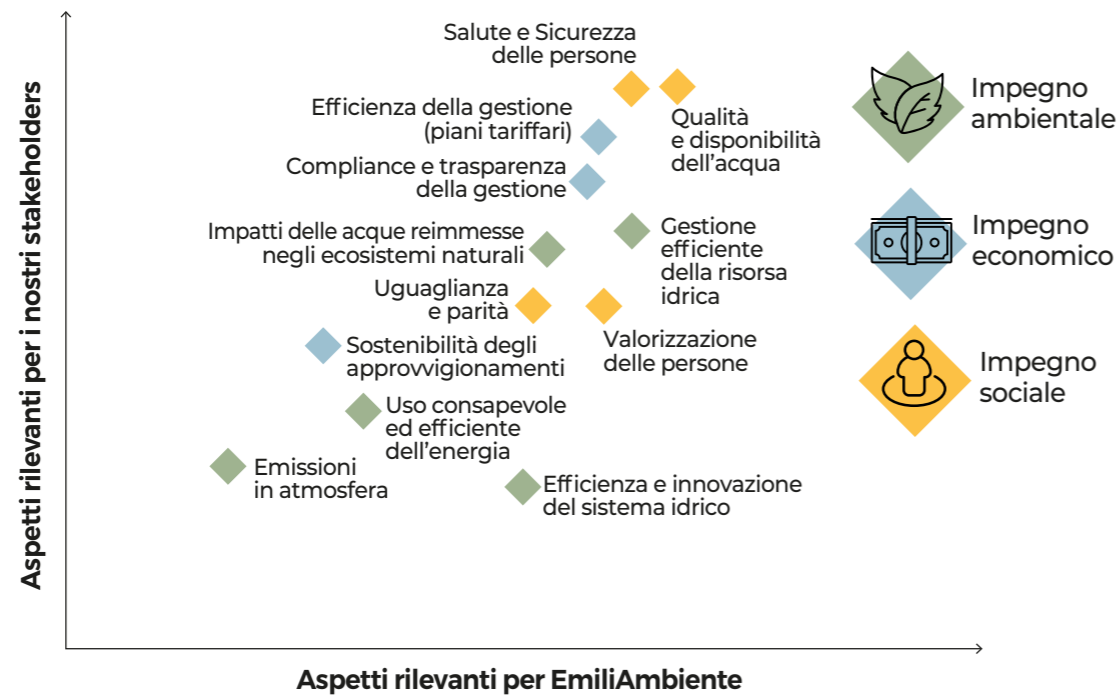 Aspetti rilevanti per i nostri stakeholders
Salute e Sicurezza
delle persone
Efficienza della gestione
(piani tariffari)
Qualità
e disponibilità
dell’acqua
Compliance e trasparenza
della gestione
Impatti delle acque reimmesse
negli ecosistemi naturali
Gestione
efficiente
della risorsa
idrica
Uguaglianza
e parità
Valorizzazione
delle persone
Sostenibilità degli
approvvigionamenti
Uso consapevole
ed efficiente
dell’energia
Emissioni
in atmosfera
Efficienza e innovazione
del sistema idrico
Impegno
ambientale
Impegno
economico
Impegno
sociale
Aspetti rilevanti per EmiliAmbiente